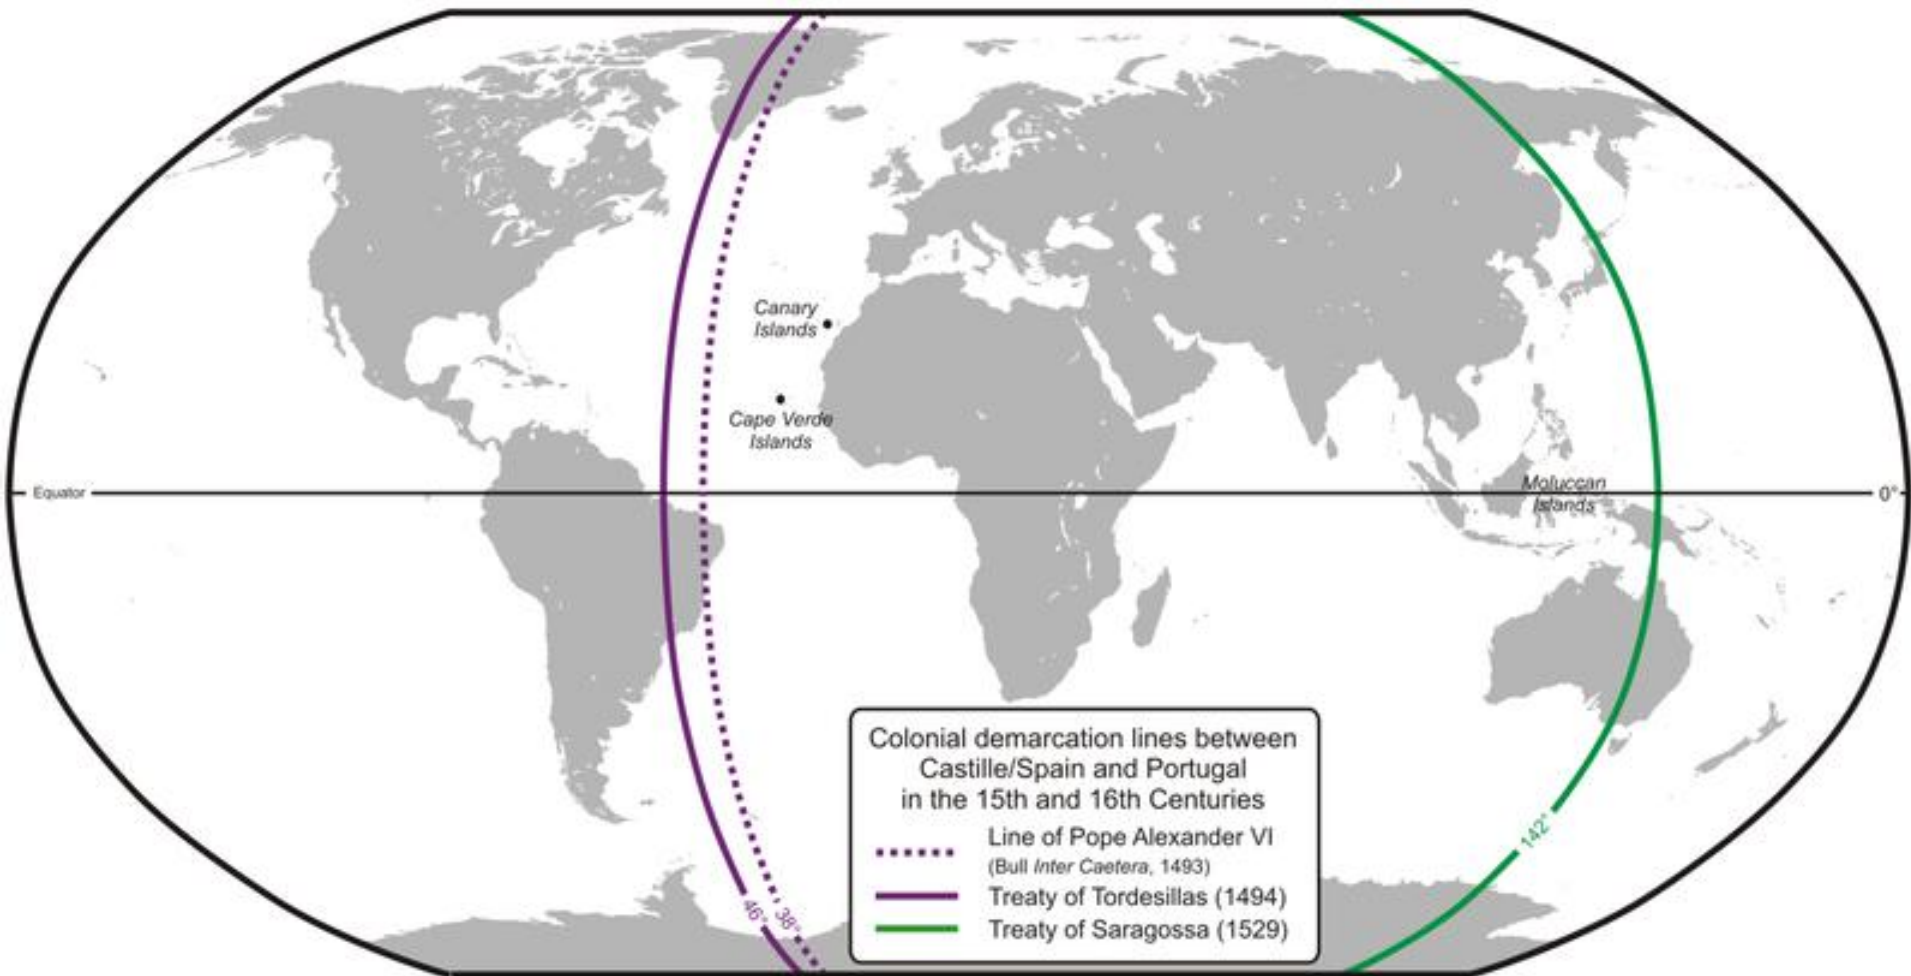 Canary
Islands
Cape Verde
Islands
Equator
Moluccan
Islands
0°
Colonial demarcation lines between
Castille/Spain and Portugal
in the 15th and 16th Centuries
Line of Pope Alexander VI
(Bull Inter Caetera, 1493)
Treaty of Tordesillas (1494)
Treaty of Saragossa (1529)
142°
46°
38°